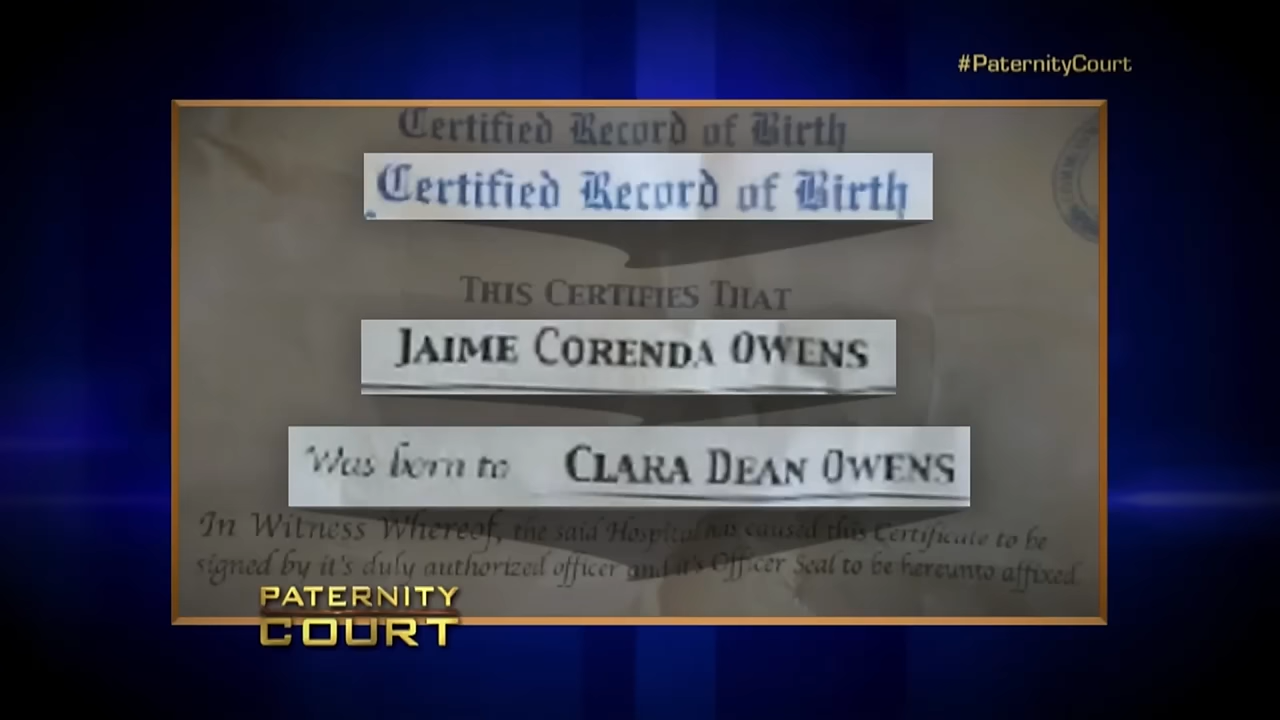 #PaternityCourt
Certified Record of Birth
Certified Record of Birth
THIS CERTIFIES THAT
JAIME CORENDA OWENS
Was born to CLARA DEAN OWENS
In Witness Whereof, the said Hospital has caused this Certificate to be
signed by it's duly authorized officer and it's Officer Seal to be hereunto affixed
PATERNITY
COURT